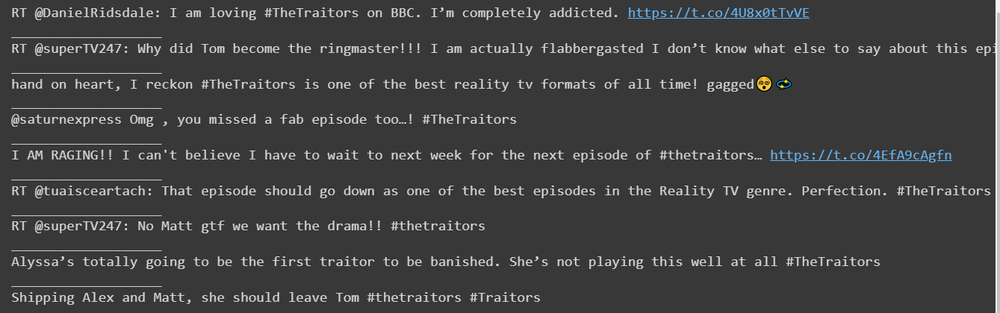 RT @DanielRidsdale: I am loving #TheTraitors on BBC. I’m completely addicted. https://t.co/4U8x0tTvVE
____________________
RT @superTV247: Why did Tom become the ringmaster!!! I am actually flabbergasted I don’t know what else to say about this epi
____________________
hand on heart, I reckon #TheTraitors is one of the best reality tv formats of all time! gagged😵‍💫
____________________
@saturnexpress Omg , you missed a fab episode too…! #TheTraitors
____________________
I AM RAGING!! I can't believe I have to wait to next week for the next episode of #thetraitors… https://t.co/4EfA9cAgfn
____________________
RT @tuaisceartach: That episode should go down as one of the best episodes in the Reality TV genre. Perfection. #TheTraitors
____________________
RT @superTV247: No Matt gtf we want the drama!! #thetraitors
____________________
Alyssa’s totally going to be the first traitor to be banished. She’s not playing this well at all #TheTraitors
____________________
Shipping Alex and Matt, she should leave Tom #thetraitors #Traitors